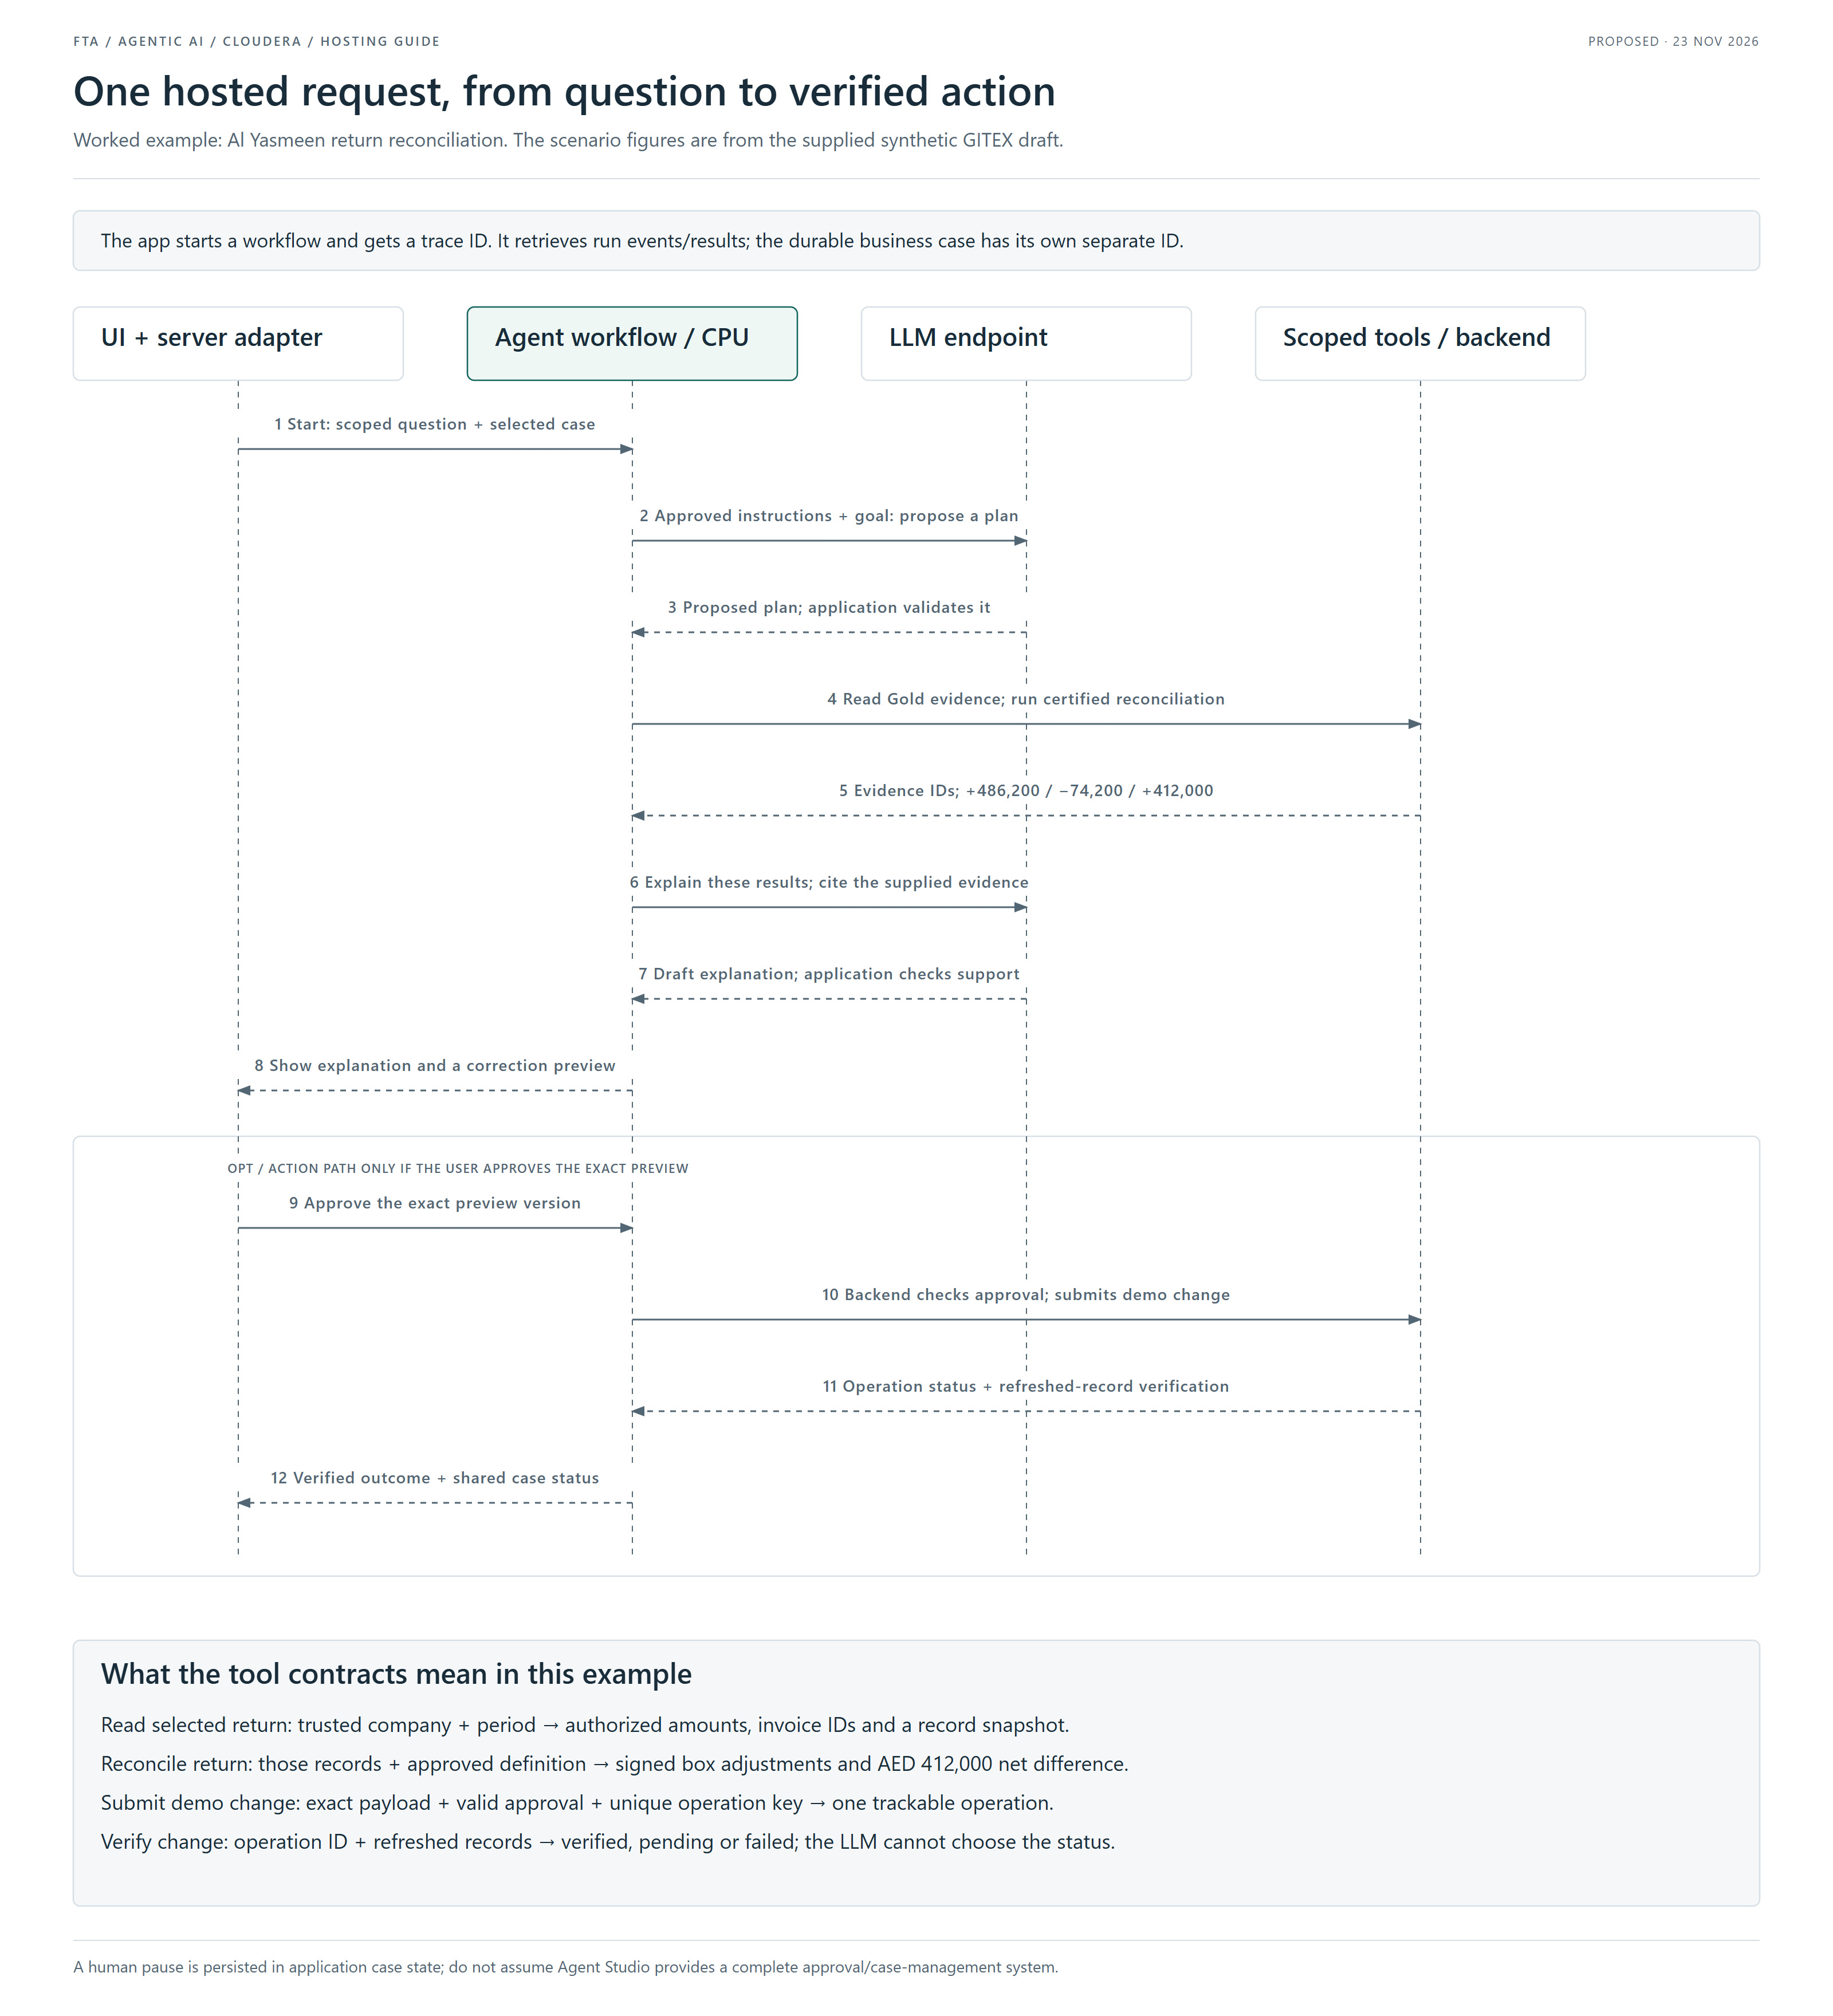 FTA / AGENTIC AI / CLOUDERA / HOSTING GUIDE
PROPOSED · 23 NOV 2026
One hosted request, from question to verified action
Worked example: Al Yasmeen return reconciliation. The scenario figures are from the supplied synthetic GITEX draft.
The app starts a workflow and gets a trace ID. It retrieves run events/results; the durable business case has its own separate ID.
UI + server adapter
Agent workflow / CPU
LLM endpoint
Scoped tools / backend
1 Start: scoped question + selected case
2 Approved instructions + goal: propose a plan
3 Proposed plan; application validates it
4 Read Gold evidence; run certified reconciliation
5 Evidence IDs; +486,200 / −74,200 / +412,000
6 Explain these results; cite the supplied evidence
7 Draft explanation; application checks support
8 Show explanation and a correction preview
OPT / ACTION PATH ONLY IF THE USER APPROVES THE EXACT PREVIEW
9 Approve the exact preview version
10 Backend checks approval; submits demo change
11 Operation status + refreshed-record verification
12 Verified outcome + shared case status
What the tool contracts mean in this example
Read selected return: trusted company + period → authorized amounts, invoice IDs and a record snapshot.
Reconcile return: those records + approved definition → signed box adjustments and AED 412,000 net difference.
Submit demo change: exact payload + valid approval + unique operation key → one trackable operation.
Verify change: operation ID + refreshed records → verified, pending or failed; the LLM cannot choose the status.
A human pause is persisted in application case state; do not assume Agent Studio provides a complete approval/case-management system.